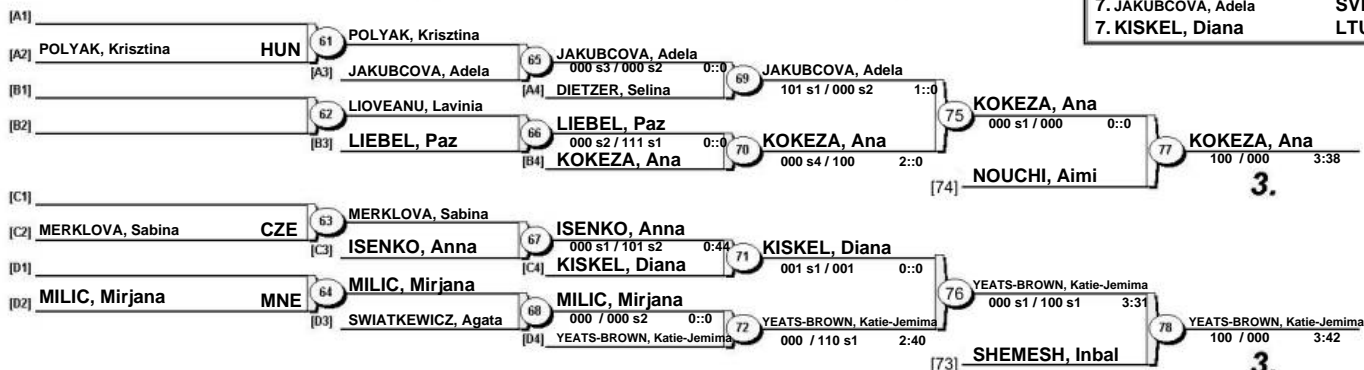 7. JAKUBCOVA, Adela
7. KISKEL, Diana LTU
[A1]
[A2] POLYAK, Krisztina HUN 61 POLYAK, Krisztina
[A3] JAKUBCOVA, Adela 65 JAKUBCOVA, Adela
000 s3 / 000 s2 0::0
[A4] DIETZER, Selina 69 JAKUBCOVA, Adela
101 s1 / 000 s2 1::0
[B1]
[B2] 62 LIOVEANU, Lavinia
[B3] LIEBEL, Paz 66 LIEBEL, Paz
000 s2 / 111 s1 0::0
[B4] KOKEZA, Ana 70 KOKEZA, Ana
000 s4 / 100 2::0
75 KOKEZA, Ana
000 s1 / 000 0::0
[74] NOUCHI, Aimi 77 KOKEZA, Ana
100 / 000 3:38
3.
[C1]
[C2] MERKLOVA, Sabina CZE 63 MERKLOVA, Sabina
[C3] ISENKO, Anna 67 ISENKO, Anna
000 s1 / 101 s2 0:44
[C4] KISKEL, Diana 71 KISKEL, Diana
001 s1 / 001 0::0
[D1]
[D2] MILIC, Mirjana MNE 64 MILIC, Mirjana
[D3] SWIATKEWICZ, Agata 68 MILIC, Mirjana
000 / 000 s2 0::0
[D4] YEATS-BROWN, Katie-Jemima 72 YEATS-BROWN, Katie-Jemima
000 / 110 s1 2:40
76 YEATS-BROWN, Katie-Jemima
000 s1 / 100 s1 3:31
[73] SHEMESH, Inbal 78 YEATS-BROWN, Katie-Jemima
100 / 000 3:42
3.